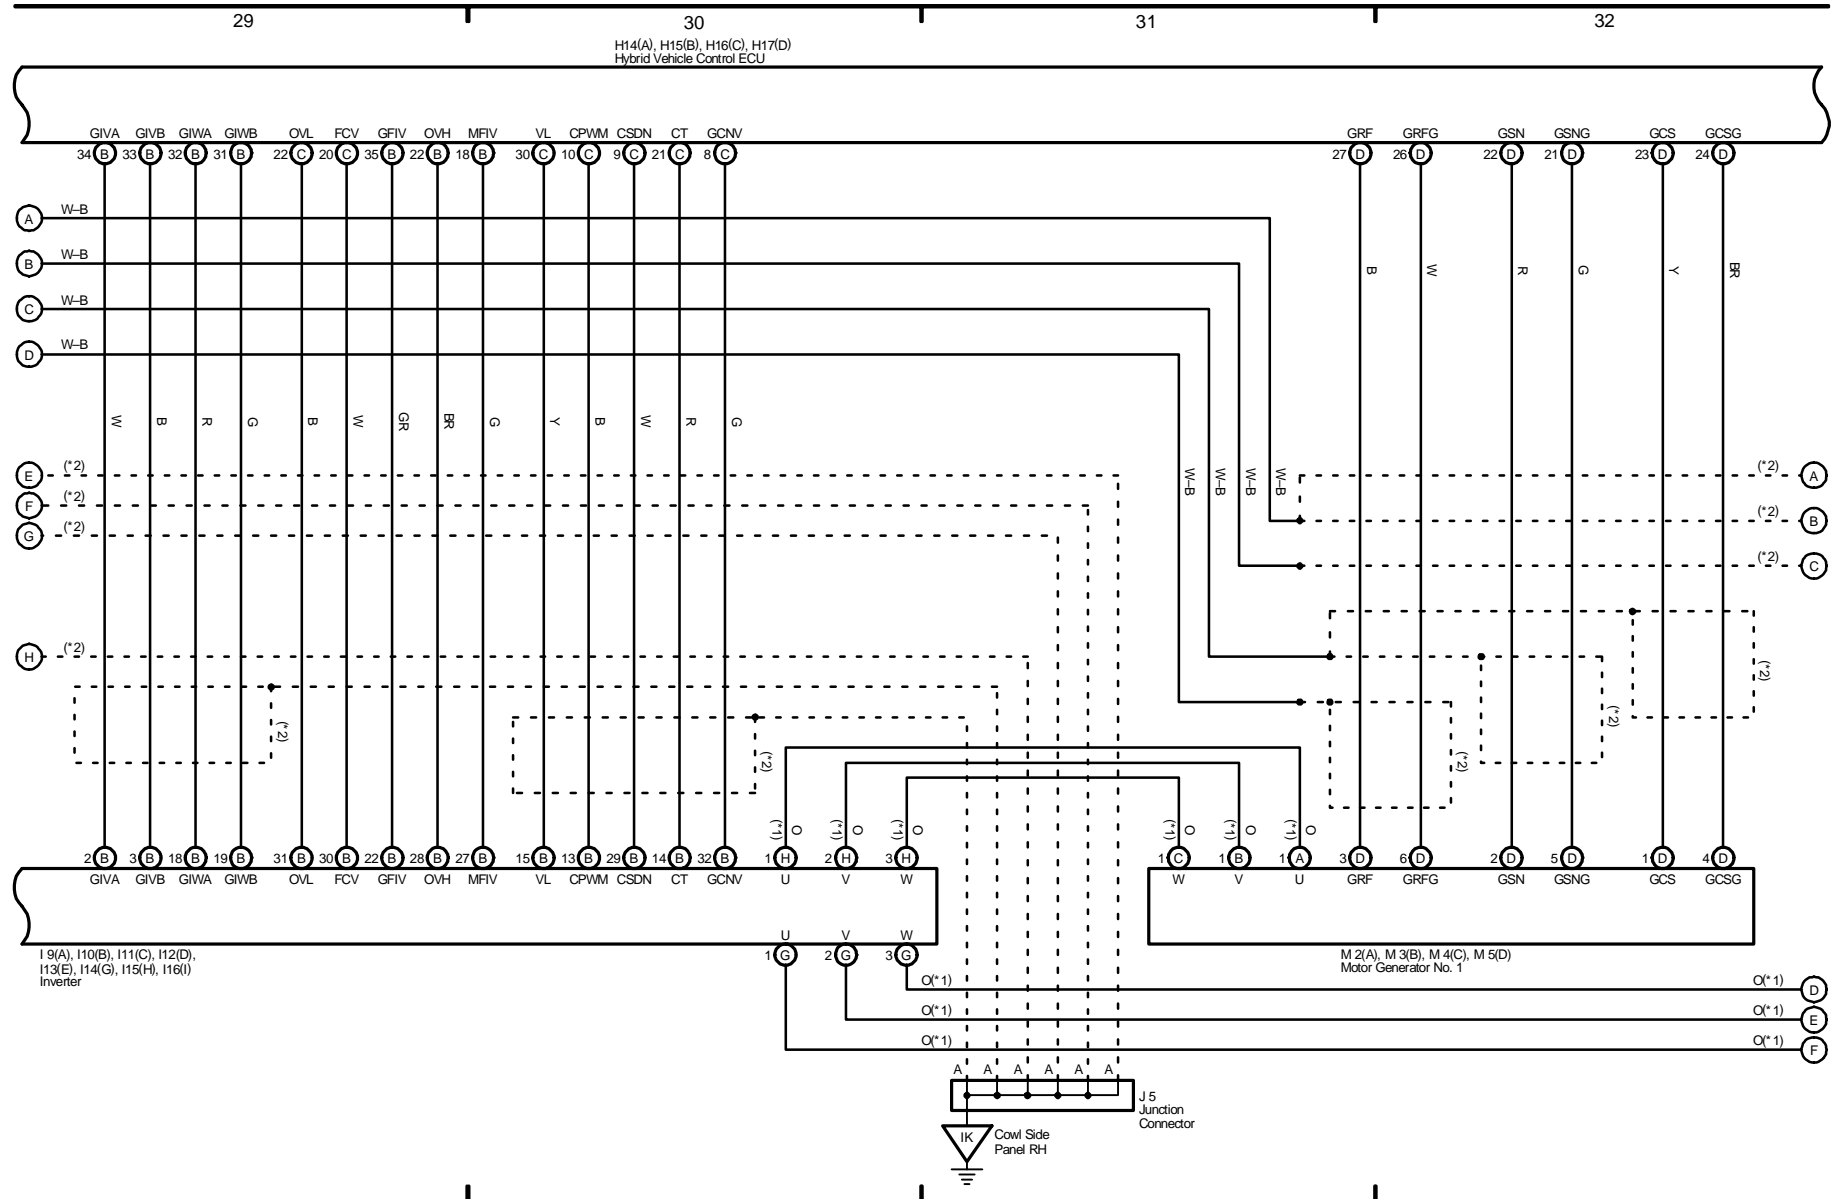 29 30 31 32
H14(A), H15(B), H16(C), H17(D)
Hybrid Vehicle Control ECU
GIVA GIVB GIWA GIWB OVL FCV GFIV OVH MFIV VL CPWM CSDN CT GCNV GRF GRFG GSN GSNG GCS GCSG
34 B 33 B 32 B 31 B 22 C 20 C 35 B 22 B 18 B 30 C 10 C 9 C 21 C 8 C 27 D 26 D 22 D 21 D 23 D 24 D
A W–B
B W–B
B W R G Y BR
C W–B
D W–B
W B R G B W GR BR G Y B W R G
E (*2) W–B W–B W–B W–B (*2) A
F (*2)
(*2) B
G (*2)
(*2) C
H (*2)
(*2)
(*2) (*2) (*2) (*2)
(*1) O (*1) O (*1) O (*1) O (*1) O (*1) O
2 B 3 B 18 B 19 B 31 B 30 B 22 B 28 B 27 B 15 B 13 B 29 B 14 B 32 B 1 H 2 H 3 H 1 C 1 B 1 A 3 D 6 D 2 D 5 D 1 D 4 D
GIVA GIVB GIWA GIWB OVL FCV GFIV OVH MFIV VL CPWM CSDN CT GCNV U V W W V U GRF GRFG GSN GSNG GCS GCSG
U V W
1 G 2 G 3 G
I 9(A), I10(B), I11(C), I12(D),
I13(E), I14(G), I15(H), I16(I)
Inverter
M 2(A), M 3(B), M 4(C), M 5(D)
Motor Generator No. 1
O(*1) O(*1) D
O(*1) O(*1) E
O(*1) O(*1) F
A A A A A A
J 5
Junction
Connector
IK
Cowl Side
Panel RH